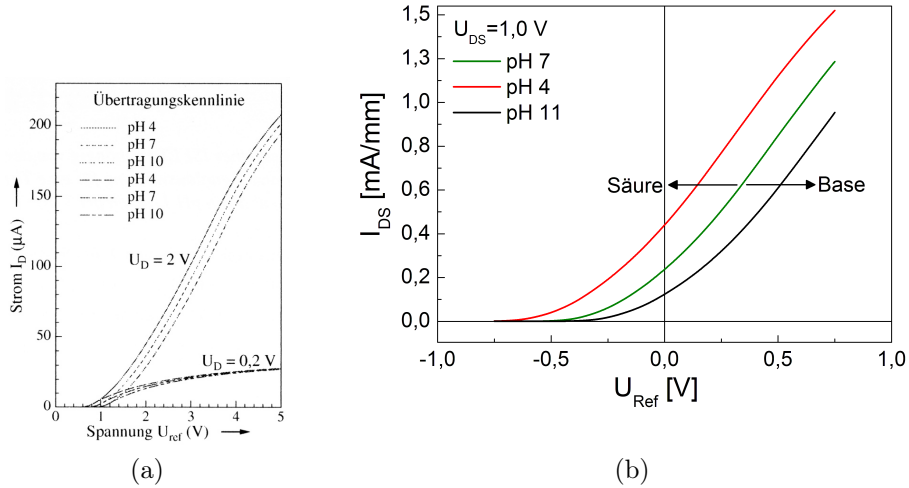 Übertragungskennlinie
pH 4
pH 7
pH 10
pH 4
pH 7
pH 10
U_D = 2 V
U_D = 0,2 V
200
150
100
50
0
0 1 2 3 4 5
Strom I_D (µA)
Spannung U_ref (V)
(a)
U_DS=1,0 V
pH 7
pH 4
pH 11
Säure
Base
1,5
1,3
1,0
0,8
0,6
0,4
0,2
0,0
-1,0 -0,5 0,0 0,5 1,0
I_DS [mA/mm]
U_Ref [V]
(b)